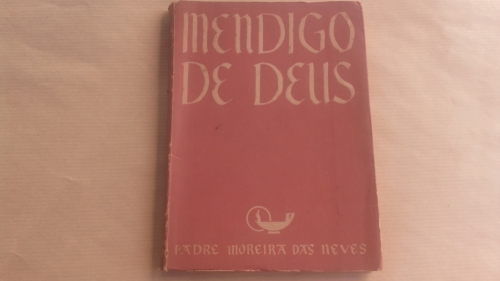 MENDIGO
DE DEUS
PADRE MOREIRA DAS NEVES